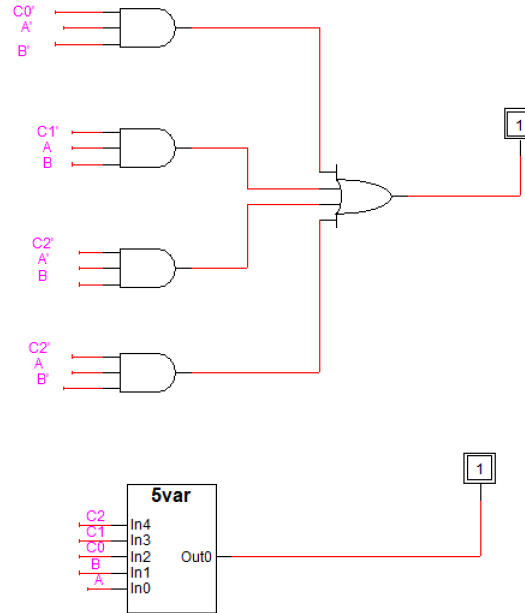 C0'
A'
B'
1
C1'
A
B
C2'
A'
B
C2'
A
B'
1
5var
C2
In4
C1
In3
C0
In2
Out0
B
In1
A
In0